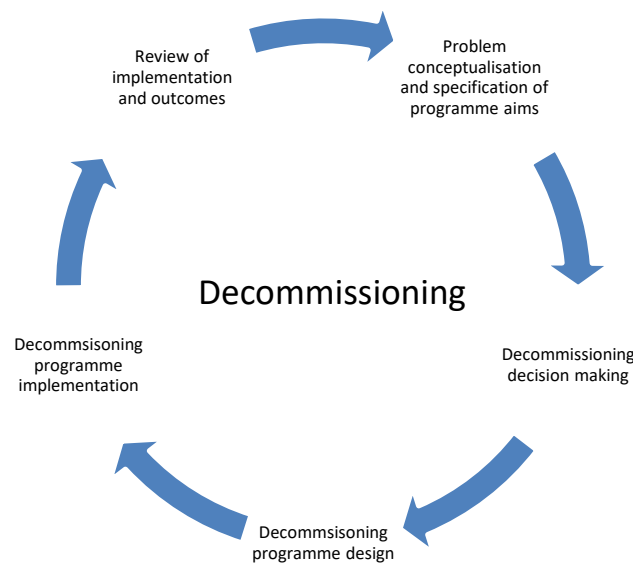 Review of
implementation
and outcomes
Problem
conceptualisation
and specification of
programme aims
Decommissioning
Decommsisoning
programme
implementation
Decommissioning
decision making
Decommsisoning
programme design